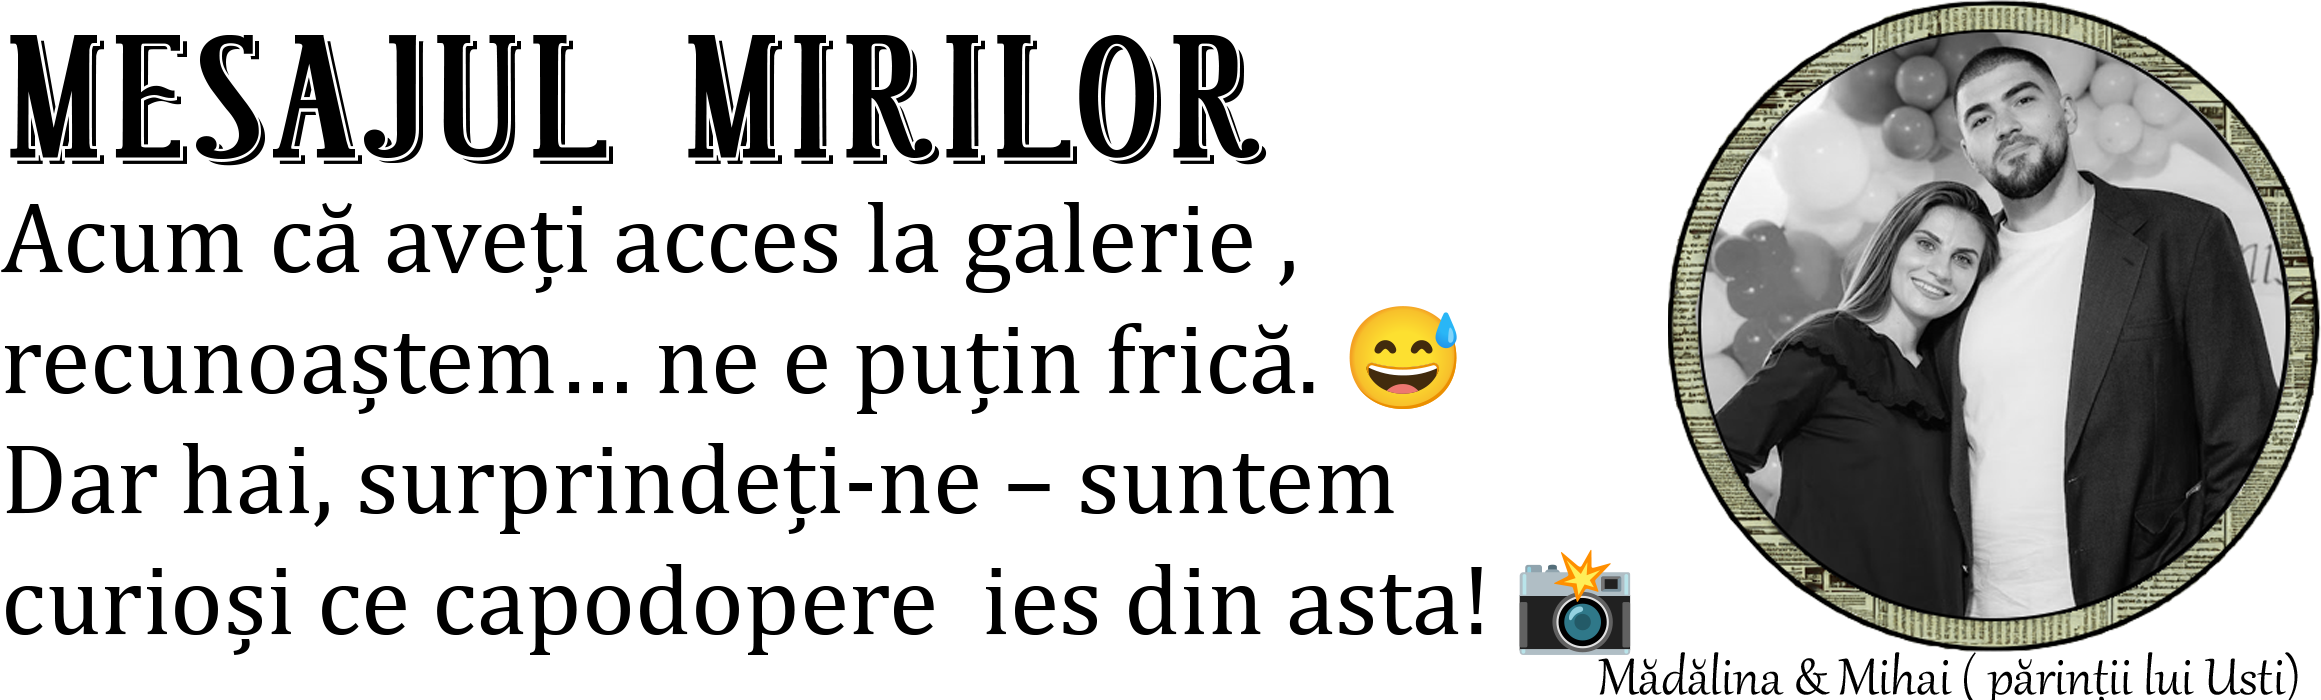 MESAJUL MIRILOR
Acum că aveți acces la galerie ,
recunoaștem… ne e puțin frică. 😅
Dar hai, surprindeți-ne – suntem
curioși ce capodopere  ies din asta! 📸
Mădălina & Mihai ( părinții lui Usti)